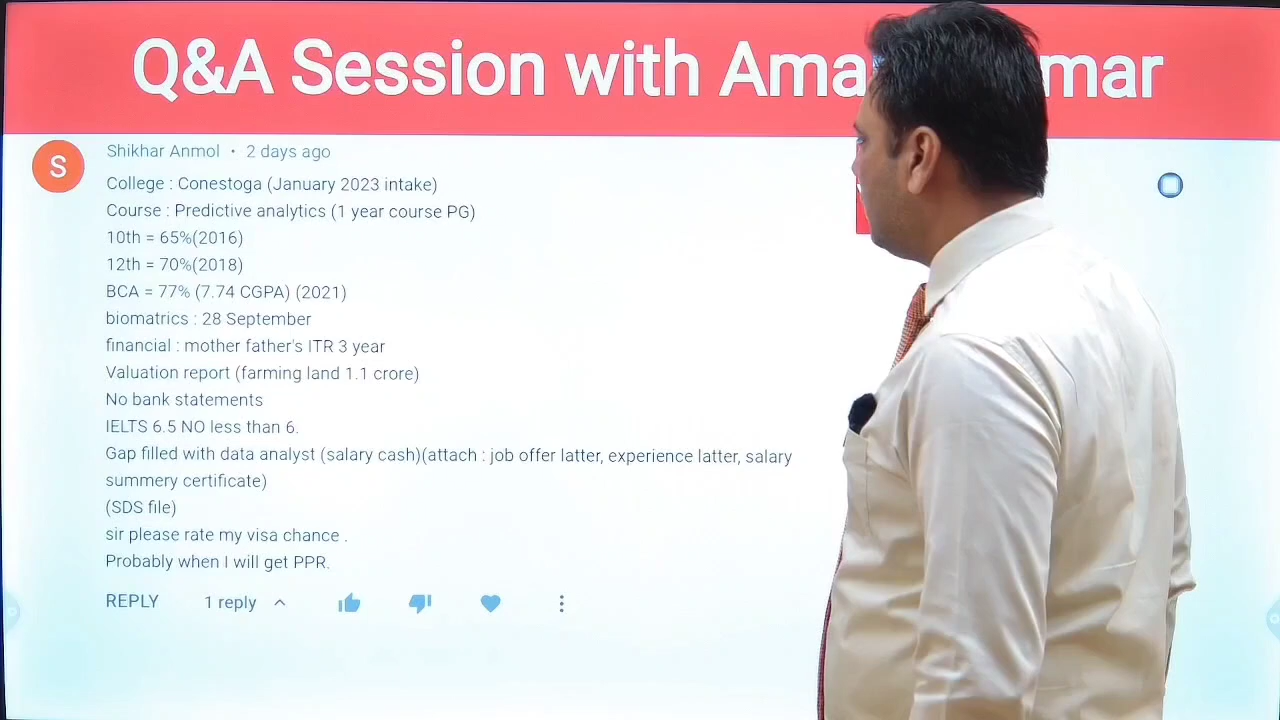 Q&A Session with Ama mar
S
Shikhar Anmol • 2 days ago
College : Conestoga (January 2023 intake)
Course : Predictive analytics (1 year course PG)
10th = 65%(2016)
12th = 70%(2018)
BCA = 77% (7.74 CGPA) (2021)
biomatrics : 28 September
financial : mother father's ITR 3 year
Valuation report (farming land 1.1 crore)
No bank statements
IELTS 6.5 NO less than 6.
Gap filled with data analyst (salary cash)(attach : job offer latter, experience latter, salary
summery certificate)
(SDS file)
sir please rate my visa chance .
Probably when I will get PPR.
REPLY 1 reply